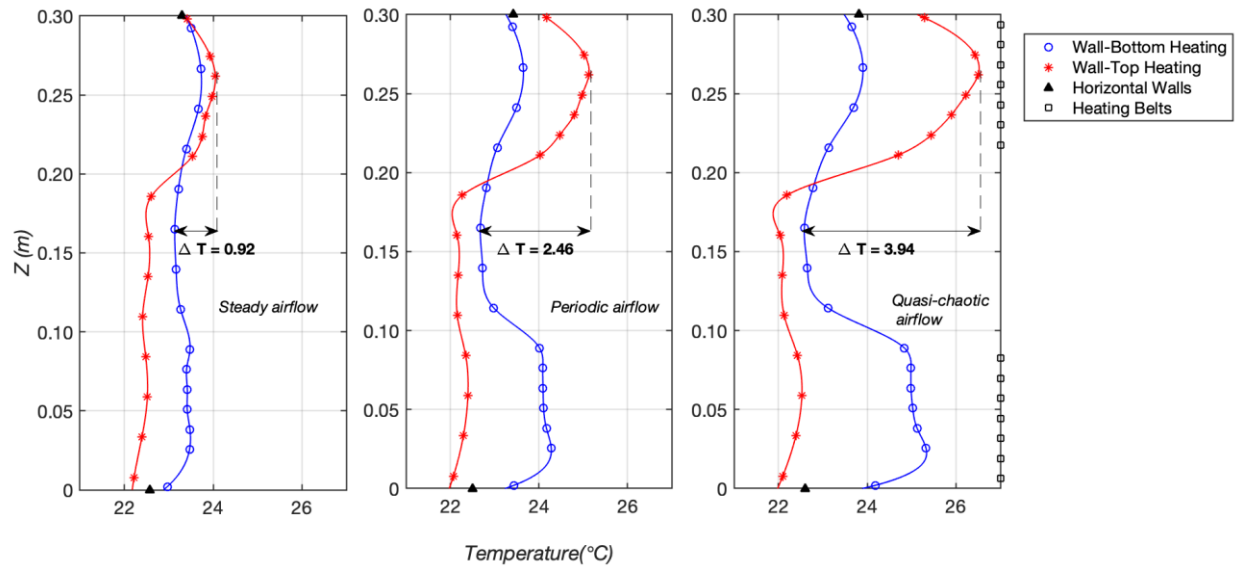 0.30
0.25
0.20
0.15
0.10
0.05
0
Z (m)
Δ T = 0.92
Steady airflow
22
24
26
0.30
0.25
0.20
0.15
0.10
0.05
0
Δ T = 2.46
Periodic airflow
22
24
26
0.30
0.25
0.20
0.15
0.10
0.05
0
Δ T = 3.94
Quasi-chaotic
airflow
22
24
26
Temperature(°C)
Wall-Bottom Heating
Wall-Top Heating
Horizontal Walls
Heating Belts